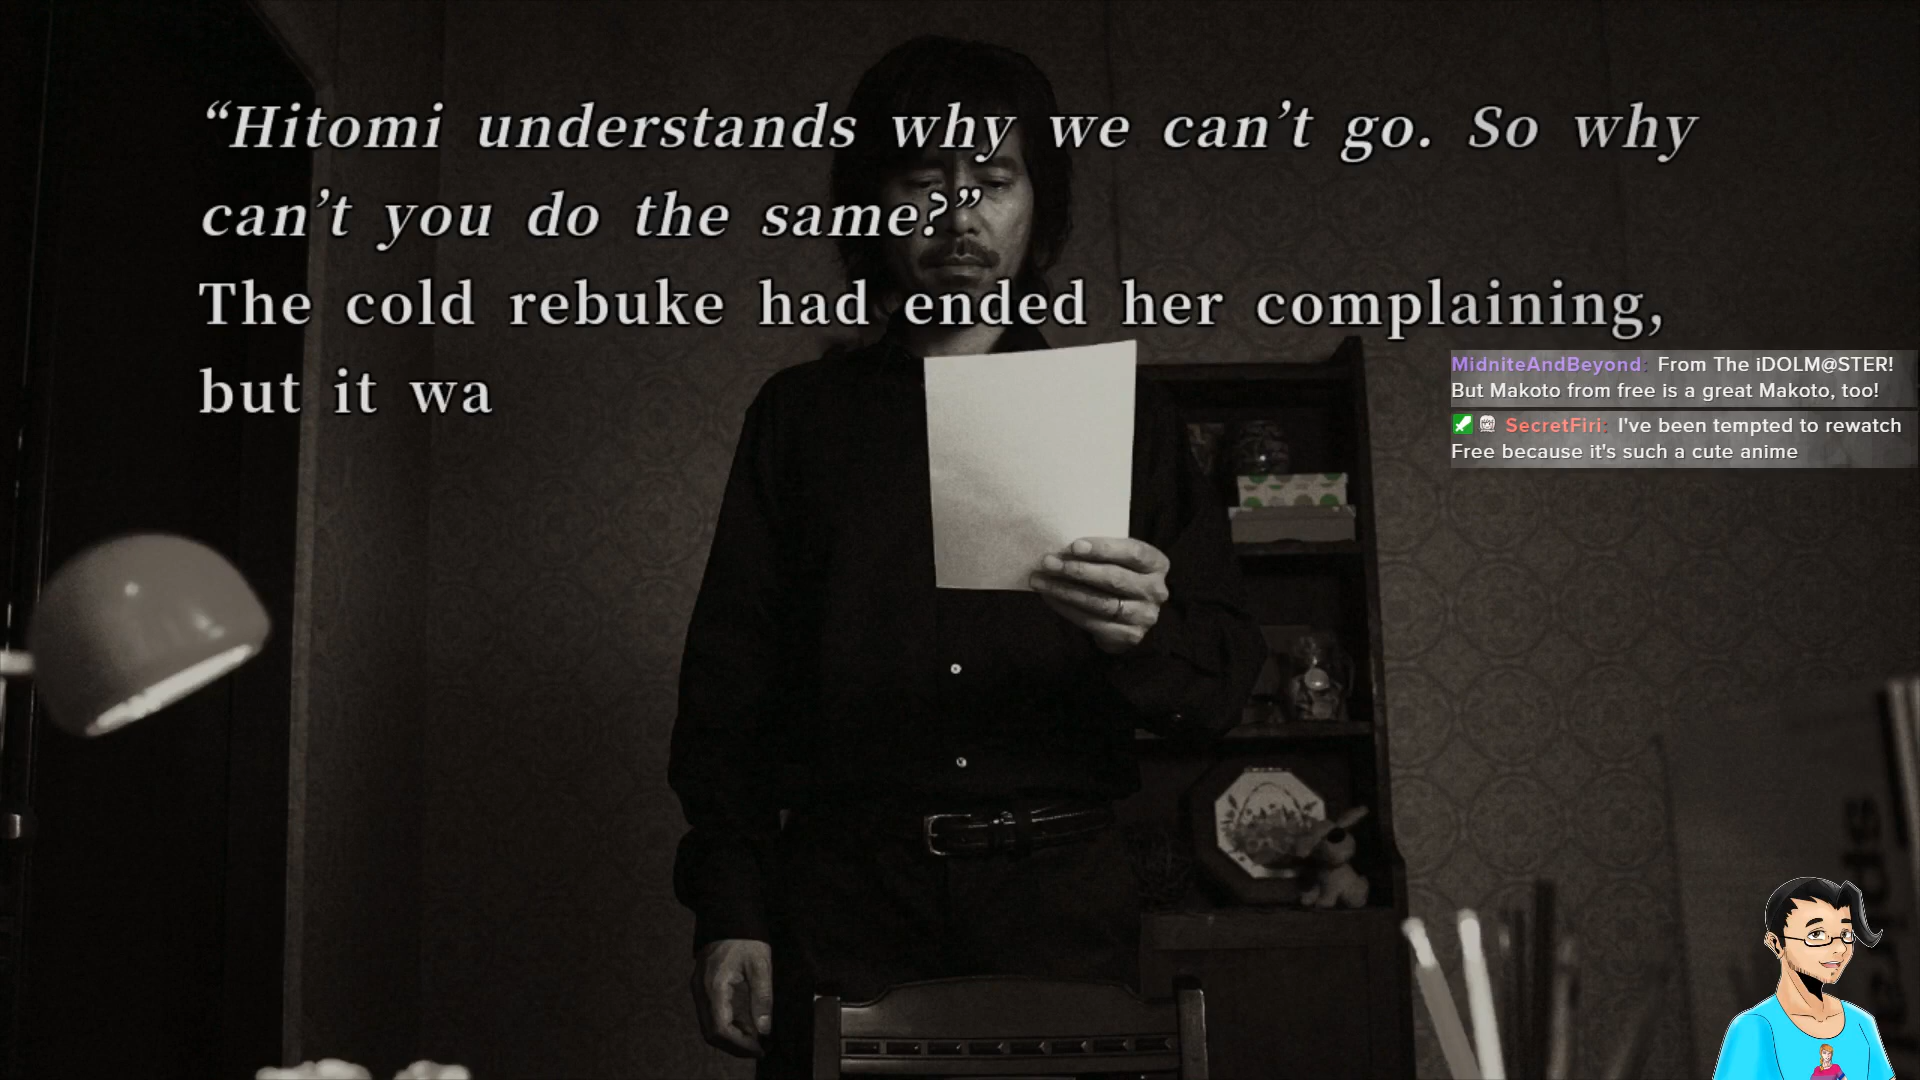 “Hitomi understands why we can’t go. So why
can’t you do the same?”
The cold rebuke had ended her complaining,
but it wa
MidniteAndBeyond: From The iDOLM@STER!
But Makoto from free is a great Makoto, too!
SecretFiri: I've been tempted to rewatch
Free because it's such a cute anime